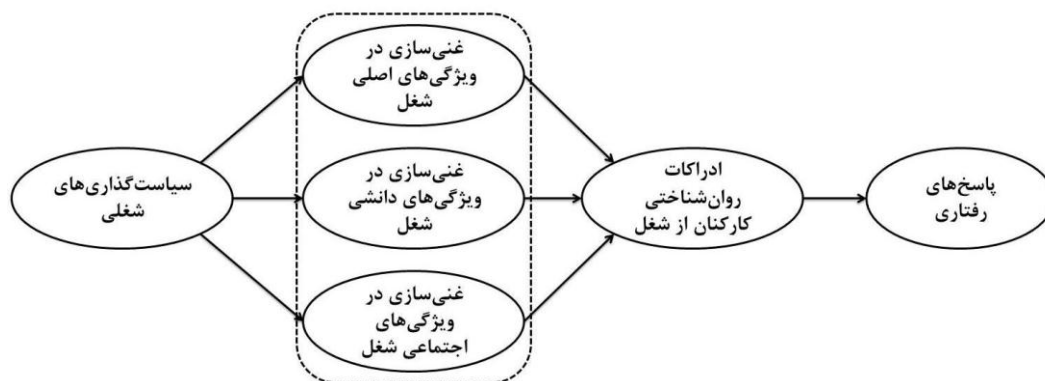 غنی‌سازی در
ویژگی‌های اصلی
شغل
سیاست‌گذاری‌های
شغلی
غنی‌سازی در
ویژگی‌های دانشی
شغل
غنی‌سازی در
ویژگی‌های
اجتماعی شغل
ادراکات
روان‌شناختی
کارکنان از شغل
پاسخ‌های
رفتاری